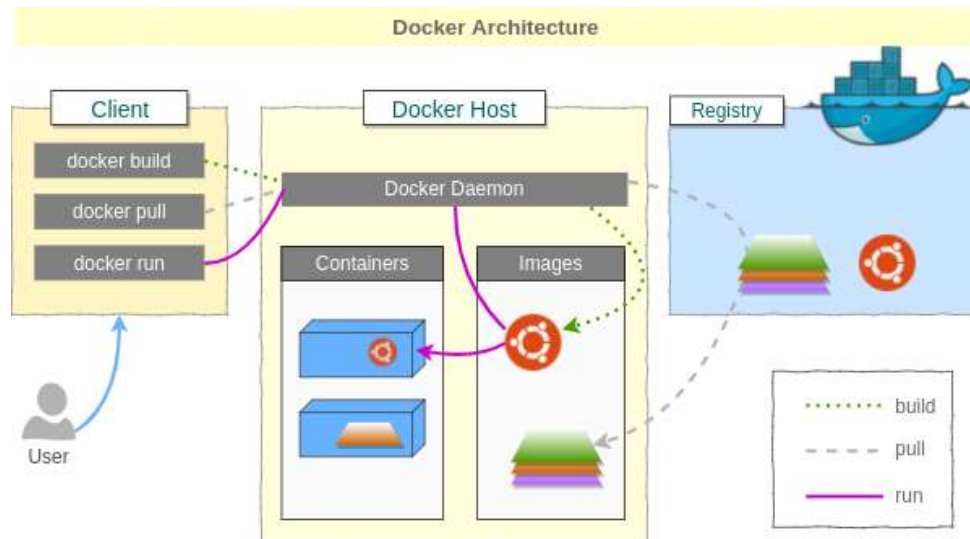 Docker Architecture
Client
docker build
docker pull
docker run
User
Docker Host
Docker Daemon
Containers
Images
Registry
build
pull
run